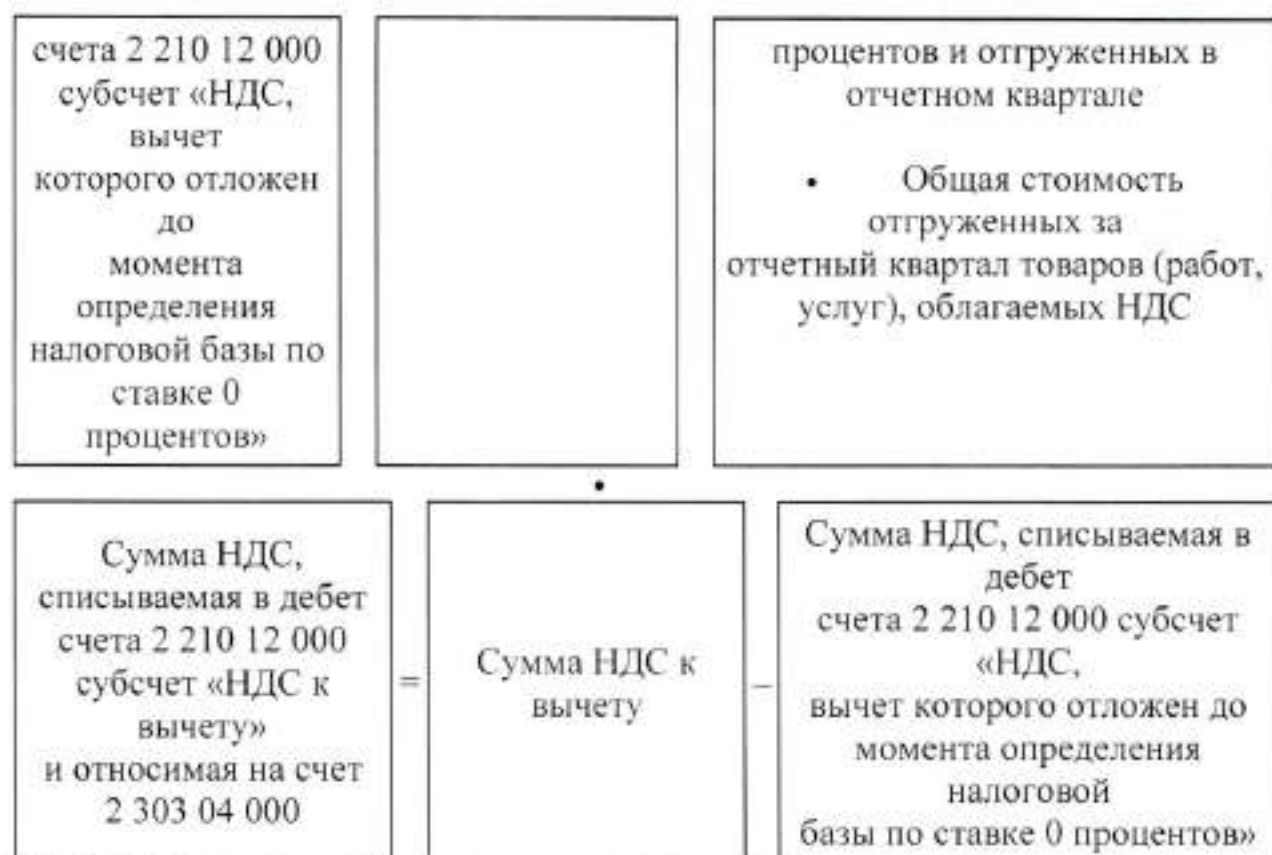 счета 2 210 12 000
субсчет «НДС,
вычет
которого отложен
до
момента
определения
налоговой базы по
ставке 0
процентов»
процентов и отгруженных в
отчетном квартале
• Общая стоимость
отгруженных за
отчетный квартал товаров (работ,
услуг), облагаемых НДС
•
Сумма НДС,
списываемая в дебет
счета 2 210 12 000
субсчет «НДС к
вычету»
и относимая на счет
2 303 04 000
=
Сумма НДС к
вычету
–
Сумма НДС, списываемая в
дебет
счета 2 210 12 000 субсчет
«НДС,
вычет которого отложен до
момента определения
налоговой
базы по ставке 0 процентов»